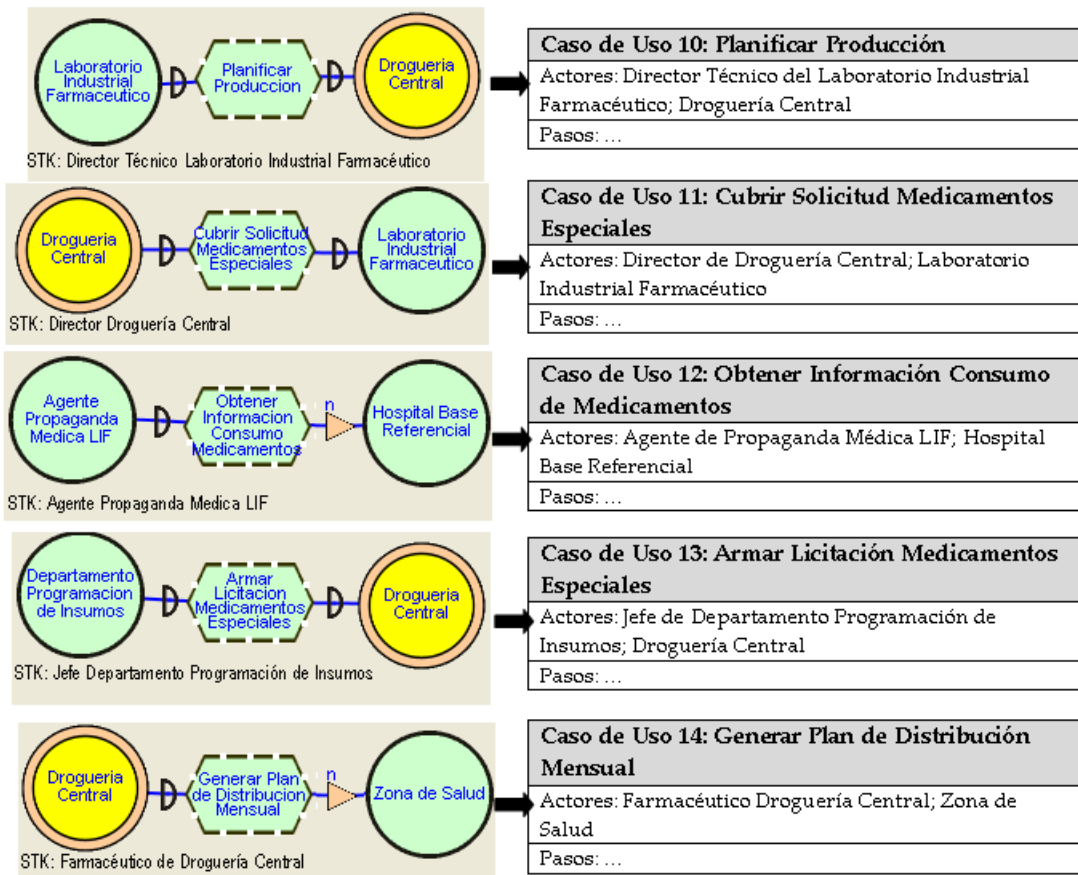 Laboratorio
Industrial
Farmaceutico
Planificar
Produccion
Drogueria
Central
STK: Director Técnico Laboratorio Industrial Farmacéutico
Caso de Uso 10: Planificar Producción
Actores: Director Técnico del Laboratorio Industrial
Farmacéutico; Droguería Central
Pasos: ...
Drogueria
Central
Cubrir Solicitud
Medicamentos
Especiales
Laboratorio
Industrial
Farmaceutico
STK: Director Droguería Central
Caso de Uso 11: Cubrir Solicitud Medicamentos
Especiales
Actores: Director de Droguería Central; Laboratorio
Industrial Farmacéutico
Pasos: ...
Agente
Propaganda
Medica LIF
Obtener
Informacion
Consumo
Medicamentos
n
Hospital Base
Referencial
STK: Agente Propaganda Medica LIF
Caso de Uso 12: Obtener Información Consumo
de Medicamentos
Actores: Agente de Propaganda Médica LIF; Hospital
Base Referencial
Pasos: ...
Departamento
Programacion
de Insumos
Armar
Licitacion
Medicamentos
Especiales
Drogueria
Central
STK: Jefe Departamento Programación de Insumos
Caso de Uso 13: Armar Licitación Medicamentos
Especiales
Actores: Jefe de Departamento Programación de
Insumos; Droguería Central
Pasos: ...
Drogueria
Central
Generar Plan
de Distribucion
Mensual
n
Zona de Salud
STK: Farmacéutico de Droguería Central
Caso de Uso 14: Generar Plan de Distribución
Mensual
Actores: Farmacéutico Droguería Central; Zona de
Salud
Pasos: ...